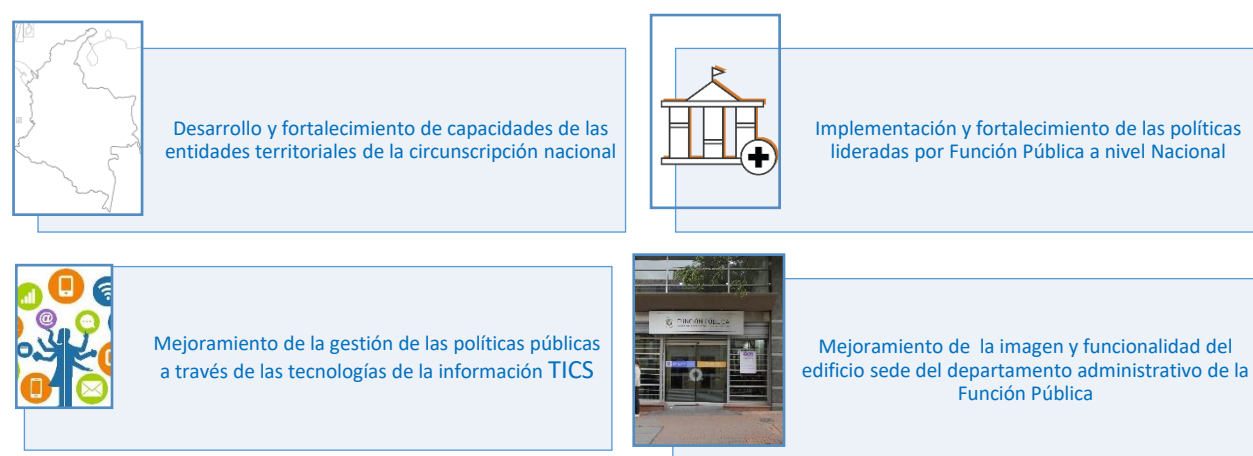 Desarrollo y fortalecimiento de capacidades de las
entidades territoriales de la circunscripción nacional
Implementación y fortalecimiento de las políticas
lideradas por Función Pública a nivel Nacional
Mejoramiento de la gestión de las políticas públicas
a través de las tecnologías de la información TICS
@
FUNCIÓN PÚBLICA
Mejoramiento de la imagen y funcionalidad del
edificio sede del departamento administrativo de la
Función Pública